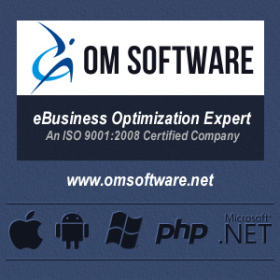 OM SOFTWARE
eBusiness Optimization Expert
An ISO 9001:2008 Certified Company
www.omsoftware.net
php
Microsoft
.NET